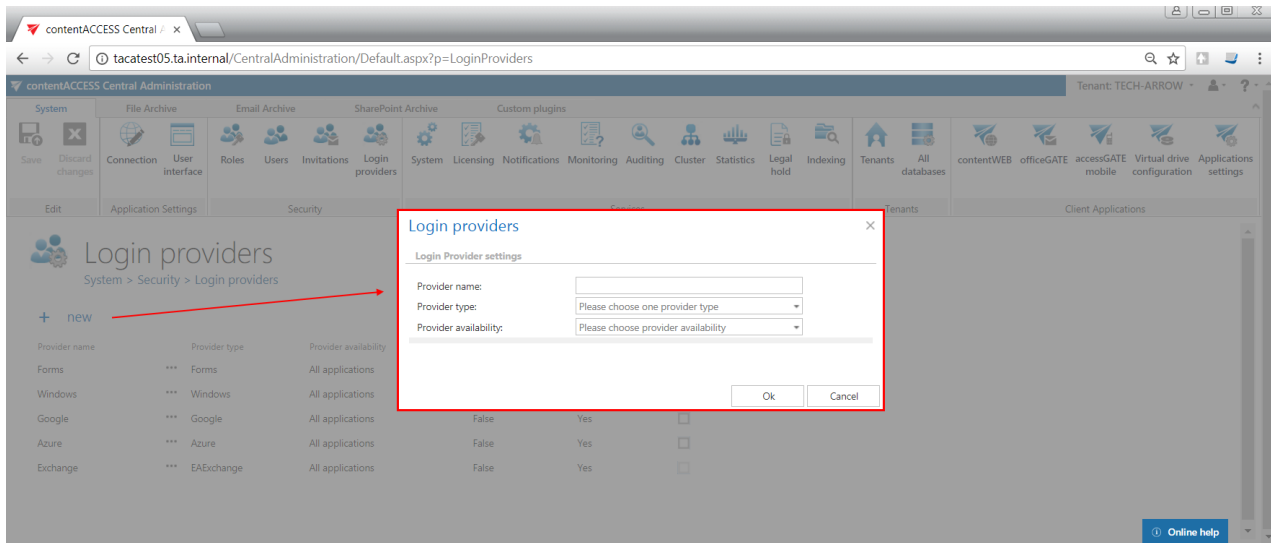 contentACCESS Central A
tacatest05.ta.internal/CentralAdministration/Default.aspx?p=LoginProviders
contentACCESS Central Administration
Tenant: TECH-ARROW
?
System File Archive Email Archive SharePoint Archive Custom plugins
Save Discard changes Connection User interface Roles Users Invitations Login providers System Licensing Notifications Monitoring Auditing Cluster Statistics Legal hold Indexing Tenants All databases contentWEB officeGATE accessGATE mobile Virtual drive configuration Applications settings
Edit Application Settings Security Services Tenants Client Applications
Login providers
System > Security > Login providers
+ new
Provider name Provider type Provider availability
Forms *** Forms All applications
Windows *** Windows All applications
Google *** Google All applications False Yes
Azure *** Azure All applications False Yes
Exchange *** EAExchange All applications False Yes
Login providers
Login Provider settings
Provider name:
Provider type: Please choose one provider type
Provider availability: Please choose provider availability
Ok Cancel
Online help